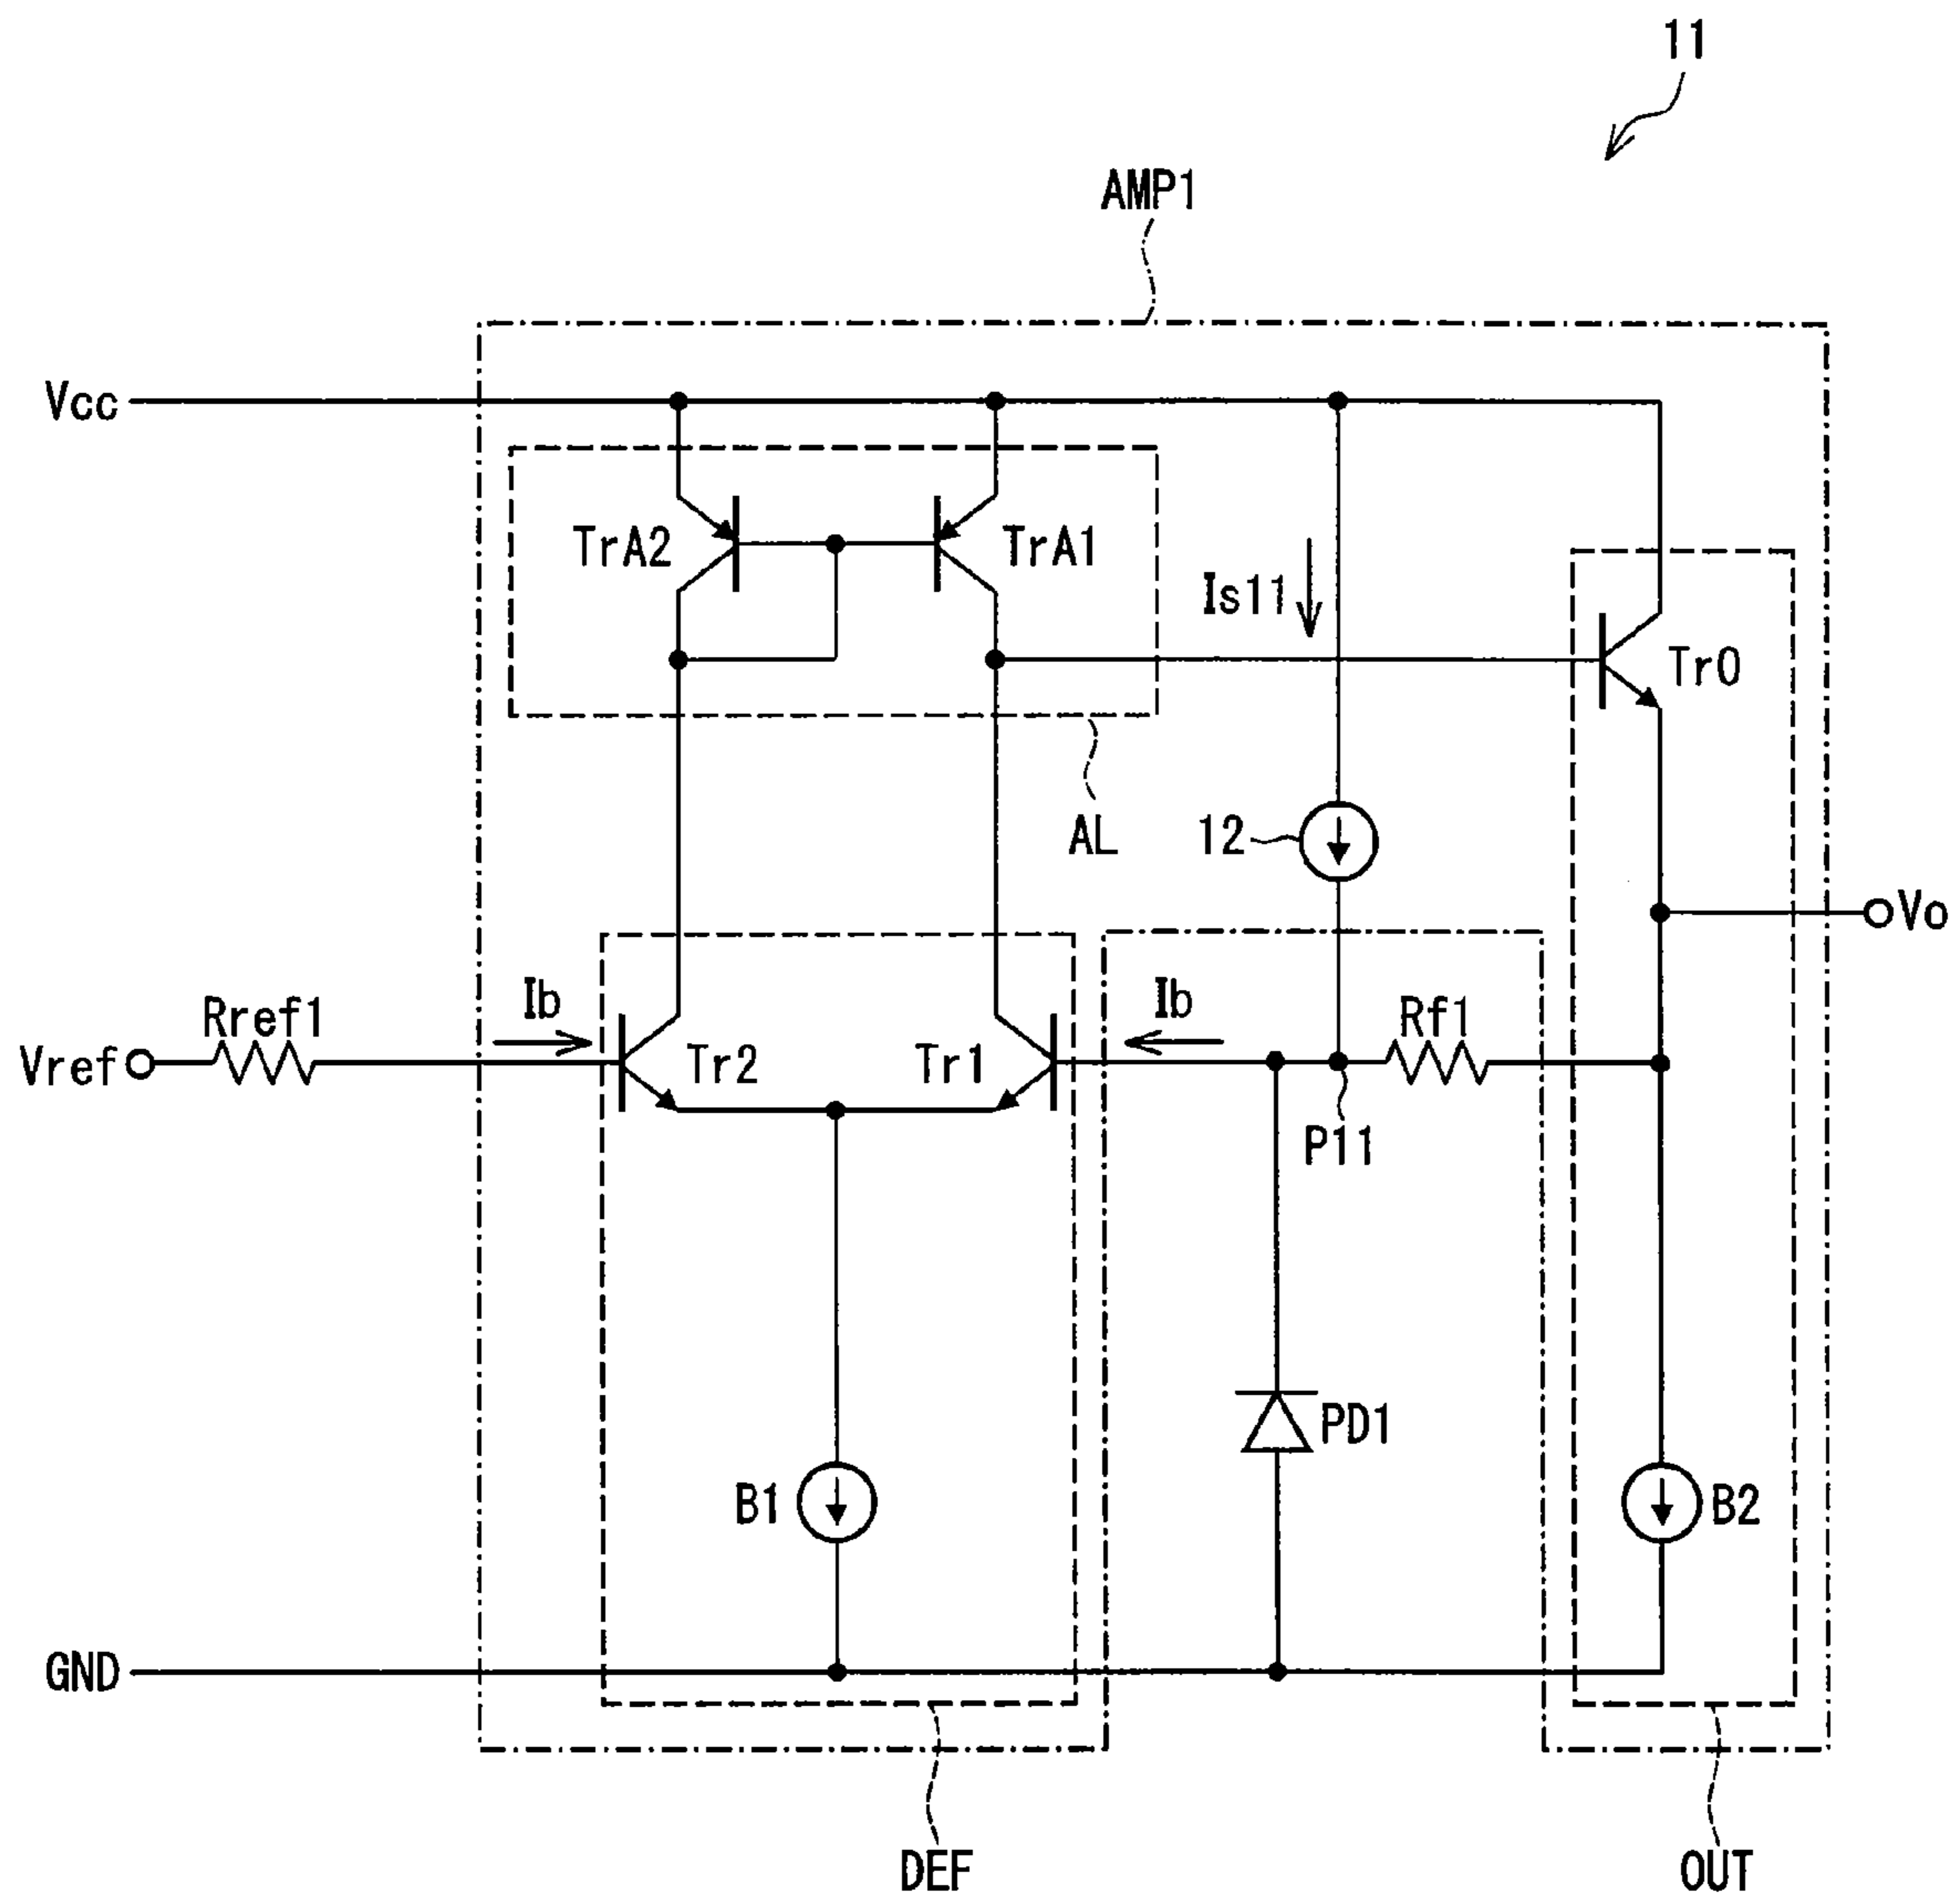 11
AMP1
Vcc
TrA2
TrA1
Is11
TrO
AL
12
Vo
Ib
Ib
Rref1
Rf1
Vref
Tr2
Tr1
P11
PD1
B1
B2
GND
DEF
OUT